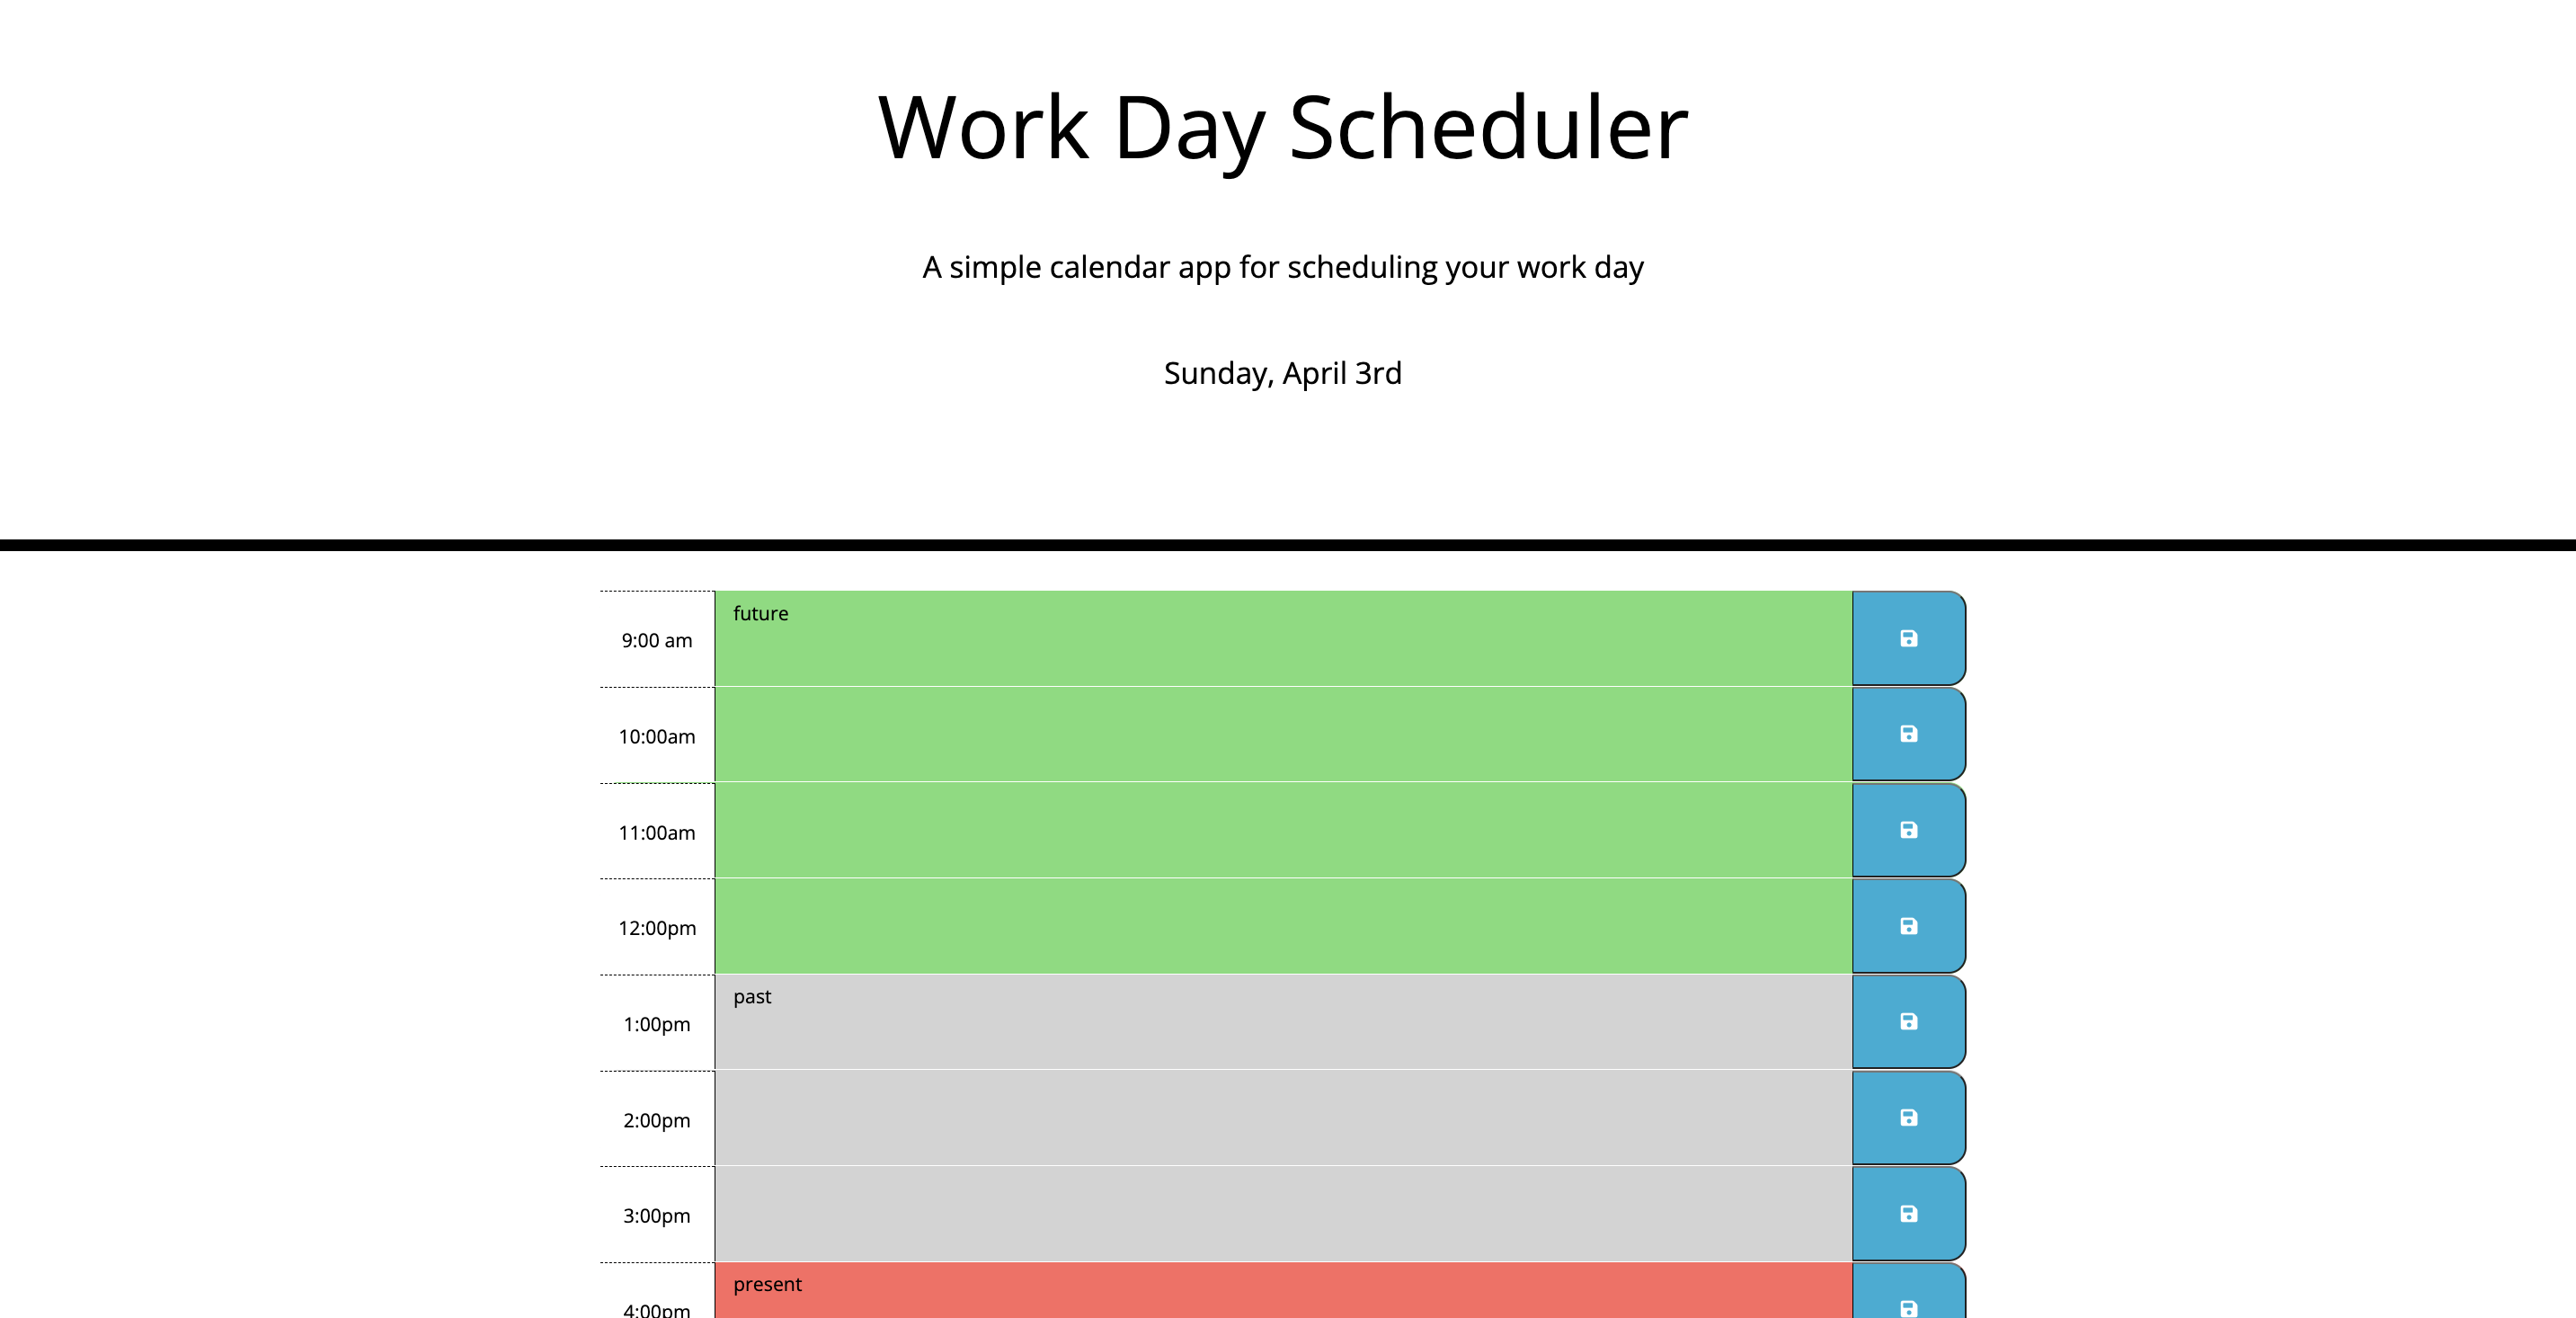 Work Day Scheduler
A simple calendar app for scheduling your work day
Sunday, April 3rd
9:00 am future
10:00am
11:00am
12:00pm
1:00pm past
2:00pm
3:00pm
4:00pm present